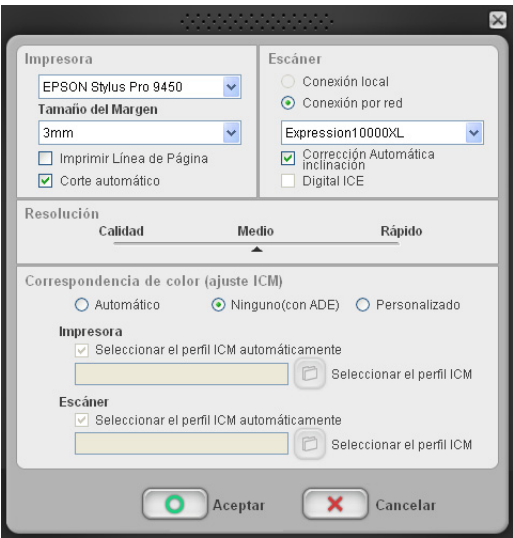 Impresora
EPSON Stylus Pro 9450
Tamaño del Margen
3mm
Imprimir Línea de Página
Corte automático
Escáner
Conexión local
Conexión por red
Expression10000XL
Corrección Automática
inclinación
Digital ICE
Resolución
Calidad Medio Rápido
Correspondencia de color (ajuste ICM)
Automático Ninguno(con ADE) Personalizado
Impresora
Seleccionar el perfil ICM automáticamente
Seleccionar el perfil ICM
Escáner
Seleccionar el perfil ICM automáticamente
Seleccionar el perfil ICM
Aceptar Cancelar